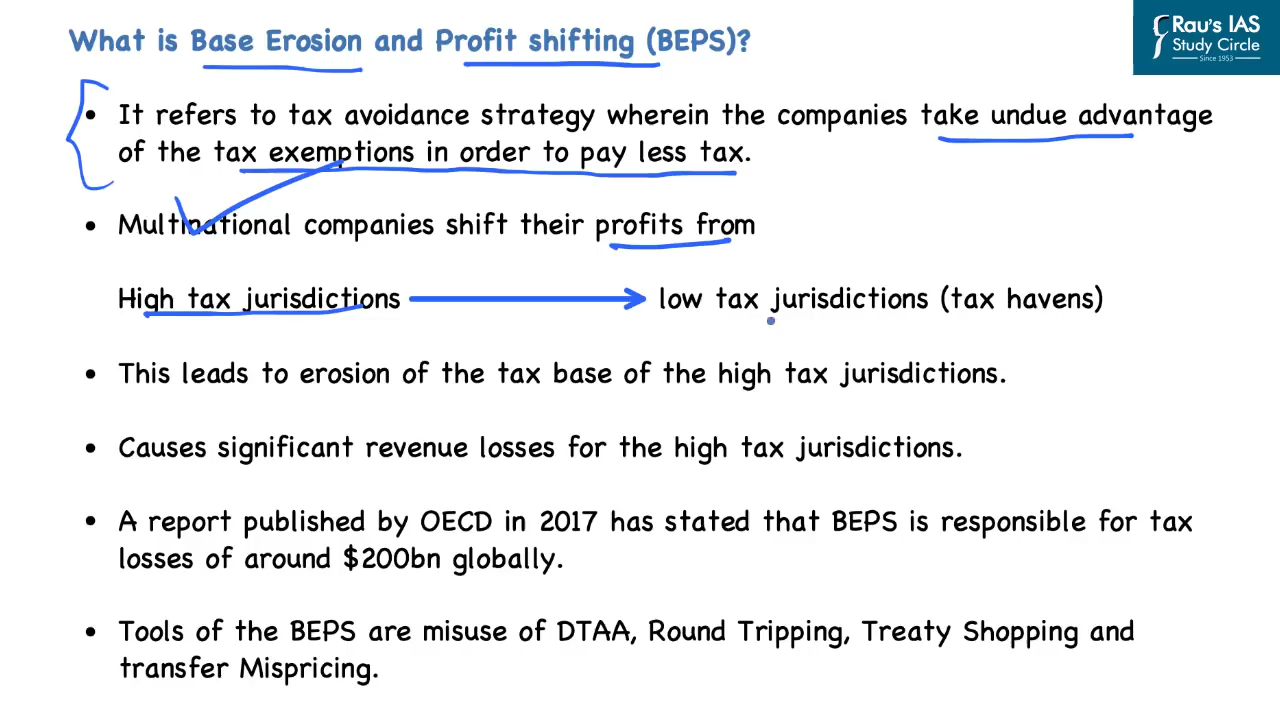 What is Base Erosion and Profit shifting (BEPS)?
Rau's IAS
Study Circle
Since 1953
• It refers to tax avoidance strategy wherein the companies take undue advantage
of the tax exemptions in order to pay less tax.
• Multinational companies shift their profits from
High tax jurisdictions low tax jurisdictions (tax havens)
• This leads to erosion of the tax base of the high tax jurisdictions.
• Causes significant revenue losses for the high tax jurisdictions.
• A report published by OECD in 2017 has stated that BEPS is responsible for tax
losses of around $200bn globally.
• Tools of the BEPS are misuse of DTAA, Round Tripping, Treaty Shopping and
transfer Mispricing.